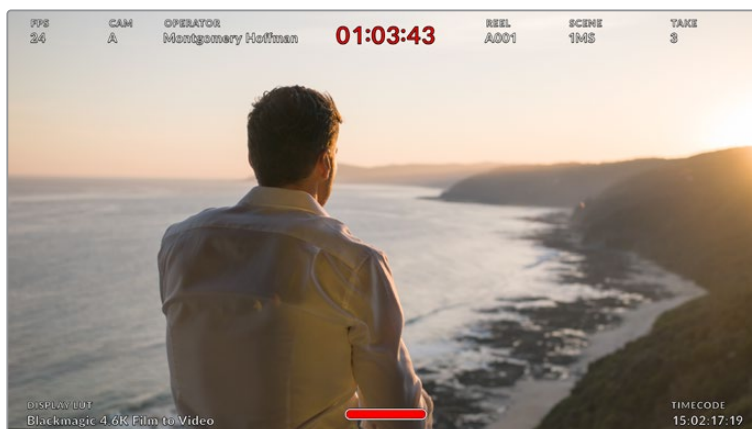 FPS CAM OPERATOR 01:03:43 REEL SCENE TAKE
24 A Montgomery Hoffman A001 1MS 3
DISPLAY LUT TIMECODE
Blackmagic 4.6K Film to Video 15:02:17:19